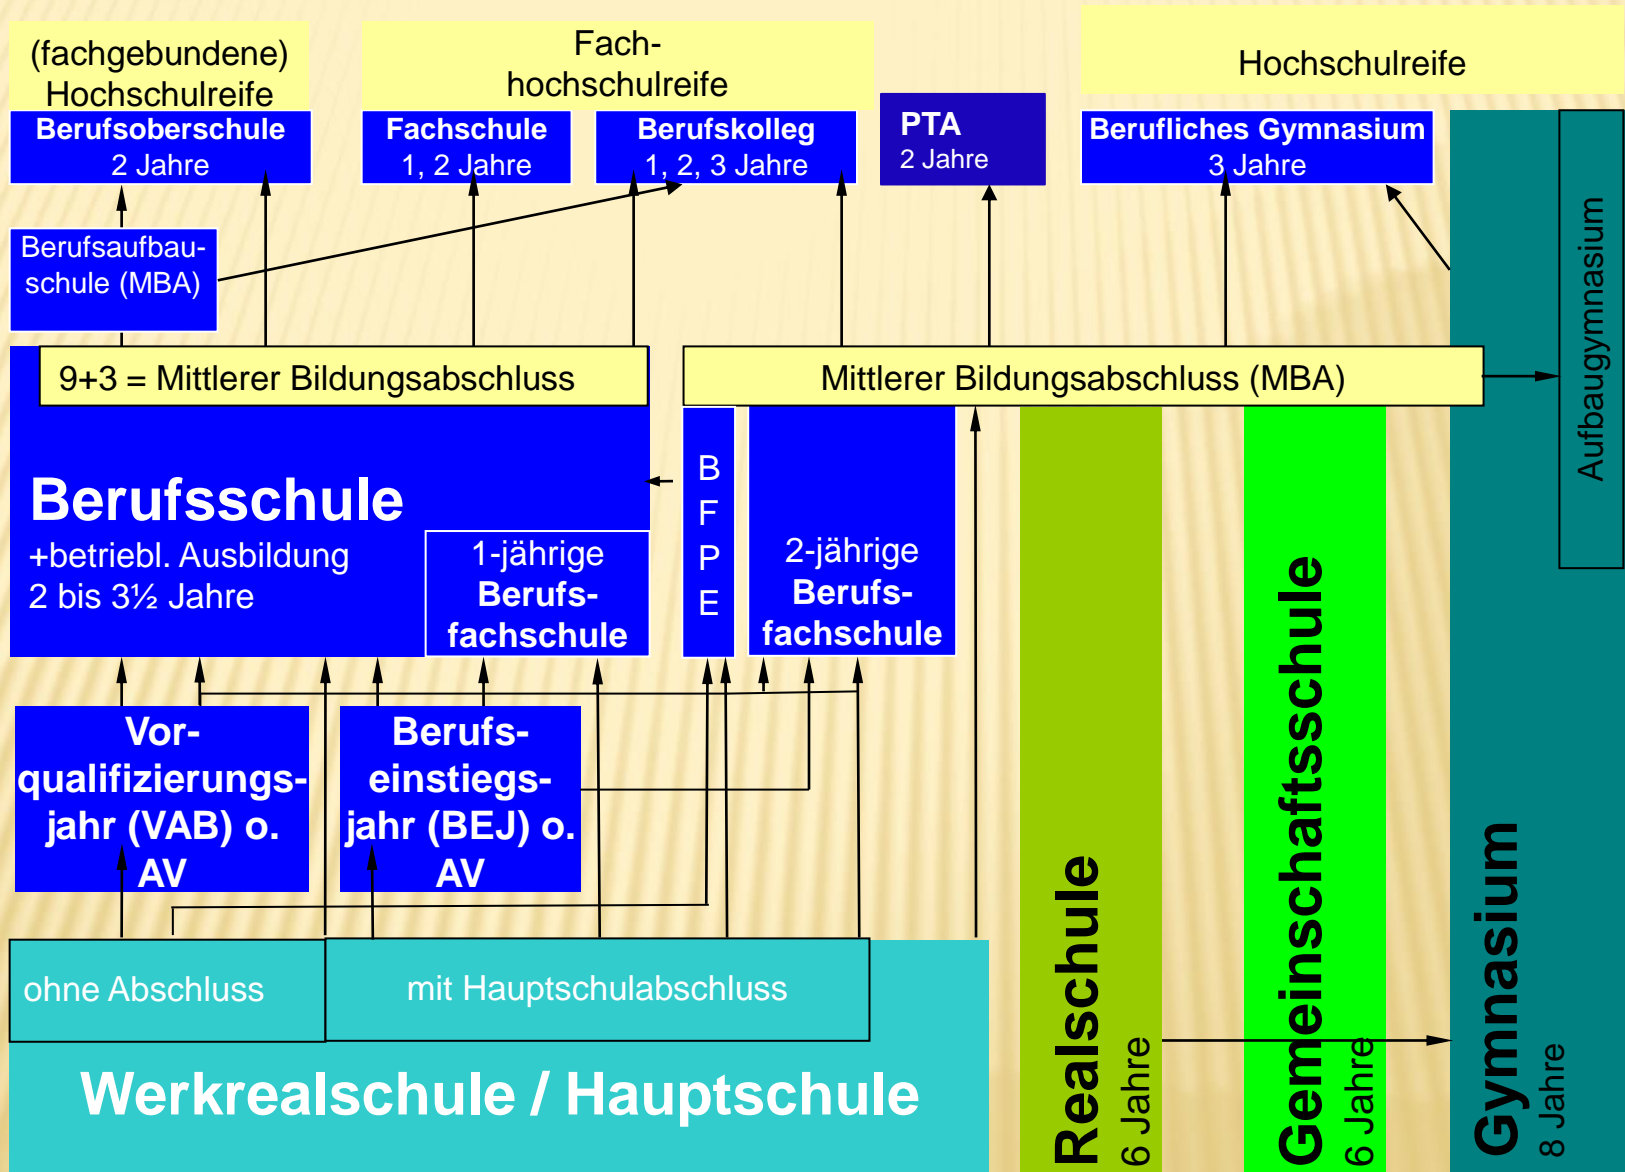 (fachgebundene)
Hochschulreife
Fach-
hochschulreife
Hochschulreife
Berufsoberschule
2 Jahre
Fachschule
1, 2 Jahre
Berufskolleg
1, 2, 3 Jahre
PTA
2 Jahre
Berufliches Gymnasium
3 Jahre
Aufbaugymnasium
Berufsaufbau-
schule (MBA)
9+3 = Mittlerer Bildungsabschluss
Mittlerer Bildungsabschluss (MBA)
Berufsschule
+betriebl. Ausbildung
2 bis 3½ Jahre
1-jährige
Berufs-
fachschule
B
F
P
E
2-jährige
Berufs-
fachschule
Vor-
qualifizierungs-
jahr (VAB) o.
AV
Berufs-
einstiegs-
jahr (BEJ) o.
AV
ohne Abschluss
mit Hauptschulabschluss
Werkrealschule / Hauptschule
Realschule
6 Jahre
Gemeinschaftsschule
6 Jahre
Gymnasium
8 Jahre